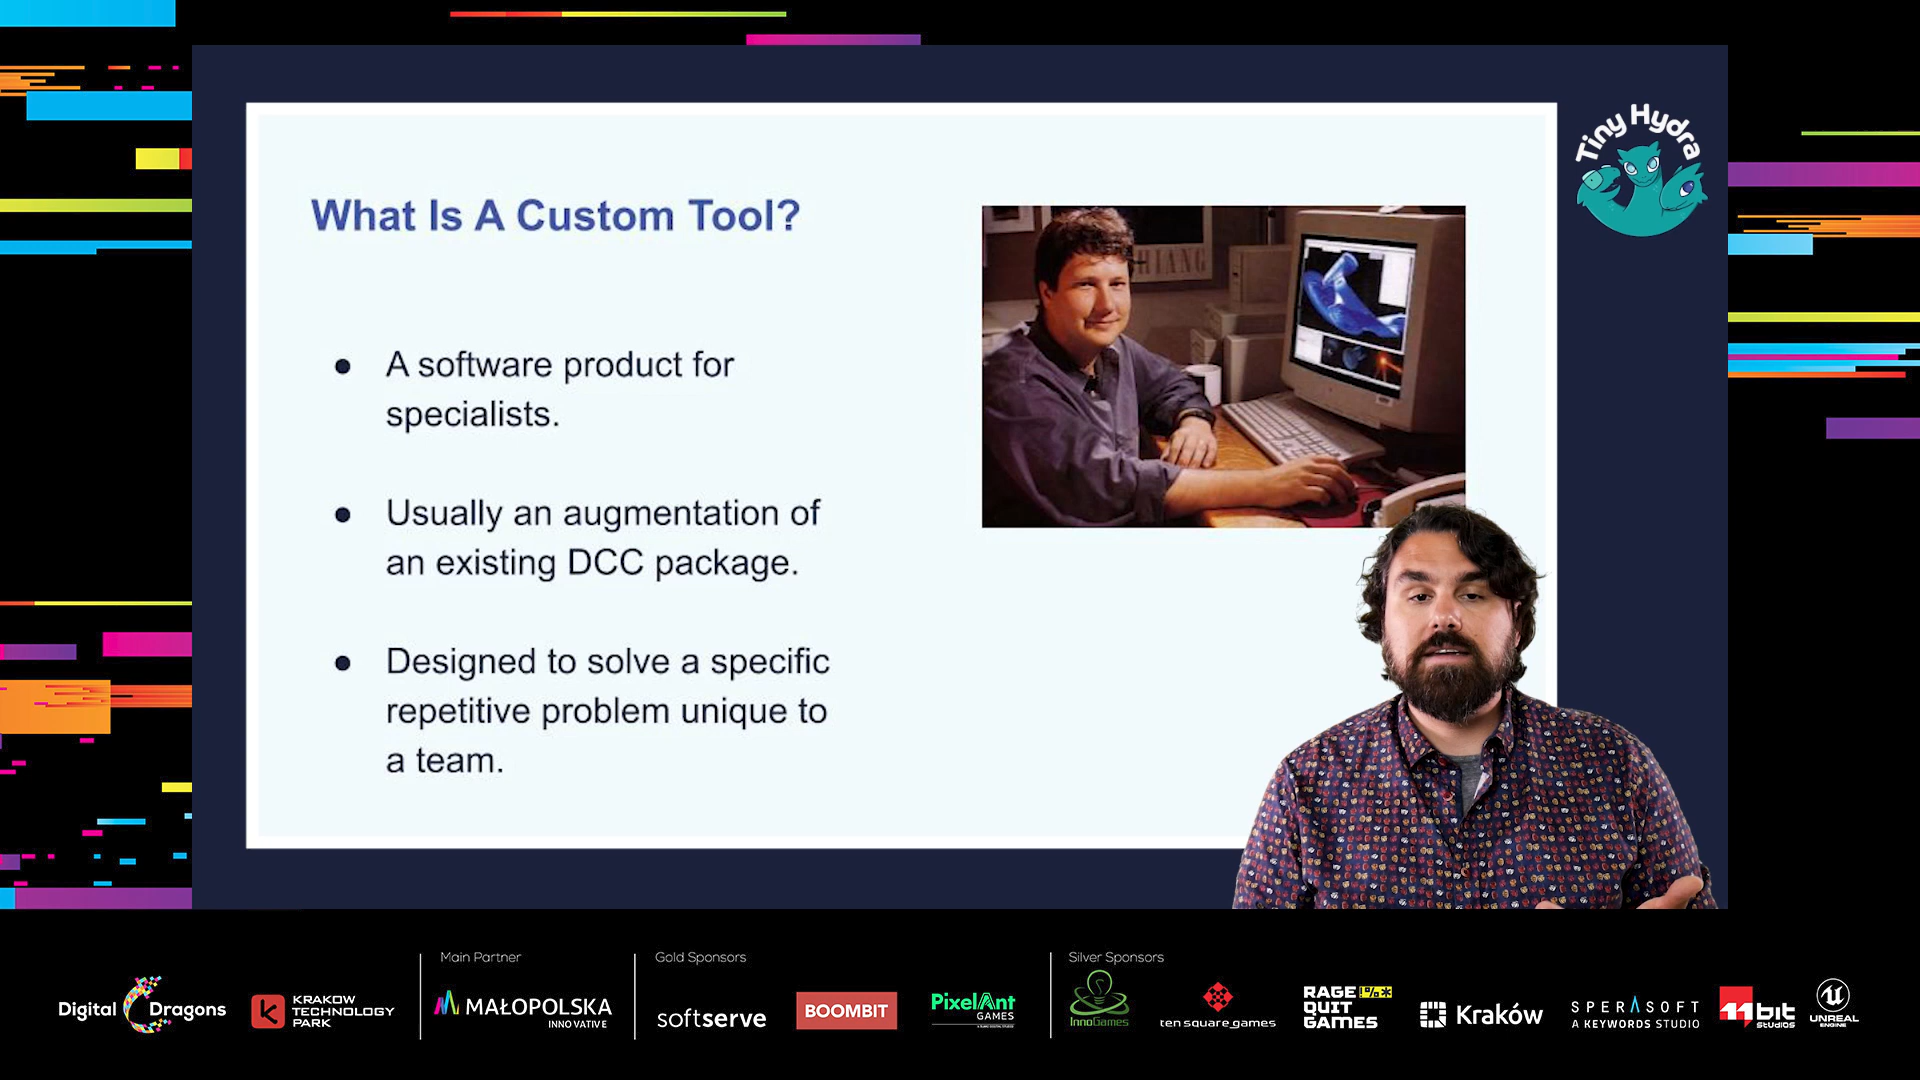 Tiny Hydra
What Is A Custom Tool?
● A software product for
specialists.
● Usually an augmentation of
an existing DCC package.
● Designed to solve a specific
repetitive problem unique to
a team.
HIANG
Main Partner
Gold Sponsors
Silver Sponsors
Digital Dragons
KRAKOW
TECHNOLOGY
PARK
MAŁOPOLSKA
INNOVATIVE
softserve
BOOMBIT
PixelAnt
GAMES
InnoGames
ten square games
RAGE !%*
QUIT
GAMES
Kraków
SPERASOFT
A KEYWORDS STUDIO
11 bit
STUDIOS
UNREAL
ENGINE